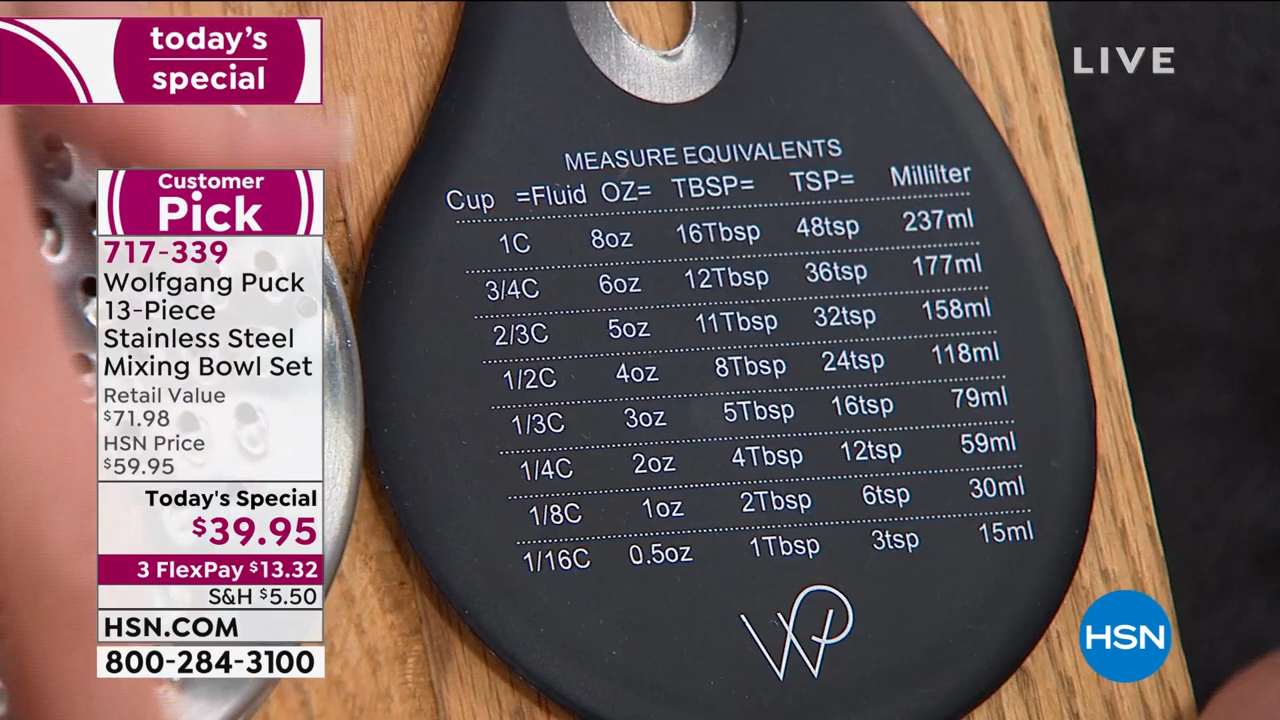 today's
special
LIVE
Customer
Pick
717-339
Wolfgang Puck
13-Piece
Stainless Steel
Mixing Bowl Set
Retail Value
$71.98
HSN Price
$59.95
Today's Special
$39.95
3 FlexPay $13.32
S&H $5.50
HSN.COM
800-284-3100
MEASURE EQUIVALENTS
Cup =Fluid OZ= TBSP= TSP= Millilter
1C 8oz 16Tbsp 48tsp 237ml
3/4C 6oz 12Tbsp 36tsp 177ml
2/3C 5oz 11Tbsp 32tsp 158ml
1/2C 4oz 8Tbsp 24tsp 118ml
1/3C 3oz 5Tbsp 16tsp 79ml
1/4C 2oz 4Tbsp 12tsp 59ml
1/8C 1oz 2Tbsp 6tsp 30ml
1/16C 0.5oz 1Tbsp 3tsp 15ml
WP
HSN